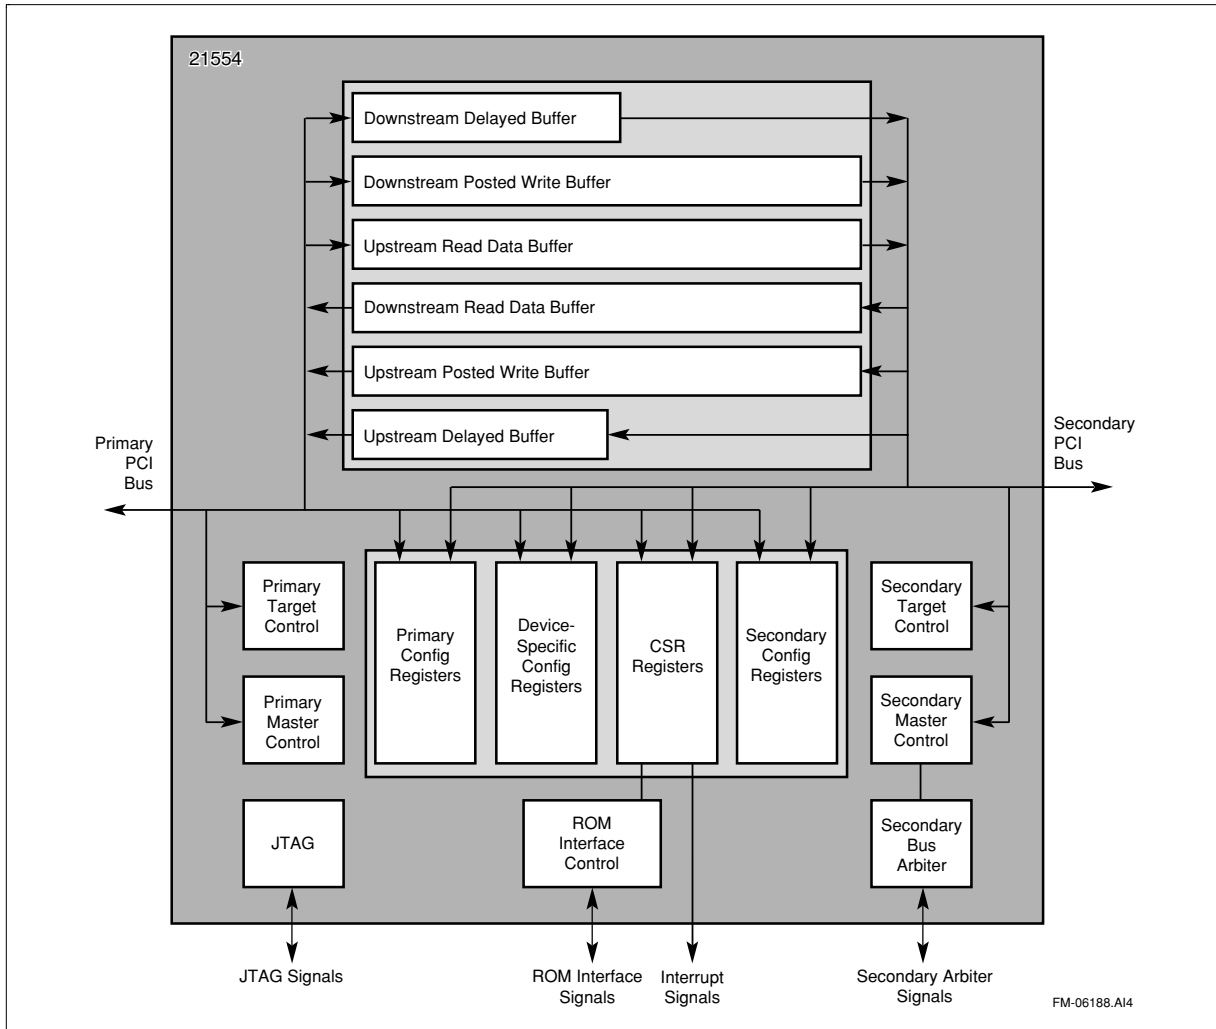 21554
Downstream Delayed Buffer
Downstream Posted Write Buffer
Upstream Read Data Buffer
Downstream Read Data Buffer
Upstream Posted Write Buffer
Upstream Delayed Buffer
Primary
PCI
Bus
Secondary
PCI
Bus
Primary
Target
Control
Primary
Master
Control
Primary
Config
Registers
Device-
Specific
Config
Registers
CSR
Registers
Secondary
Config
Registers
Secondary
Target
Control
Secondary
Master
Control
JTAG
ROM
Interface
Control
Secondary
Bus
Arbiter
JTAG Signals
ROM Interface
Signals
Interrupt
Signals
Secondary Arbiter
Signals
FM-06188.AI4